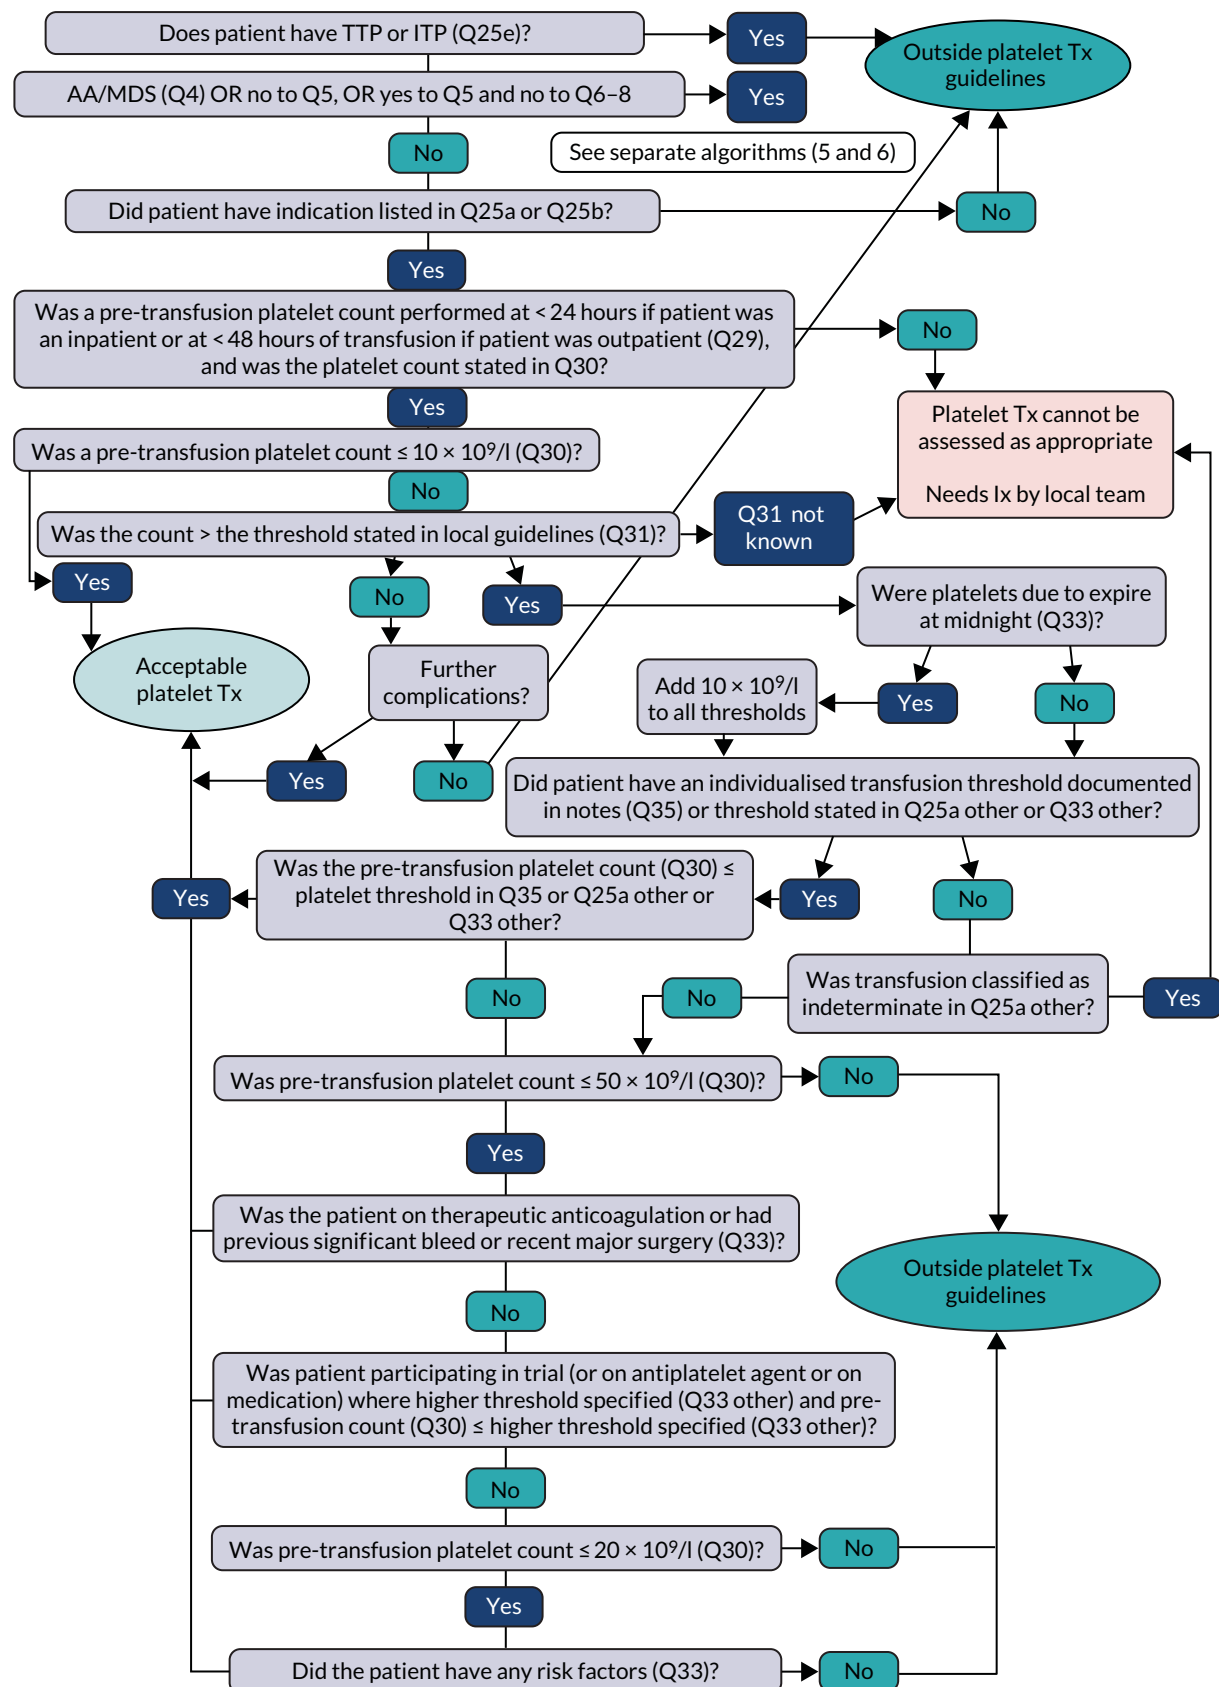 Does patient have TTP or ITP (Q25e)?
Yes
Outside platelet Tx
guidelines
AA/MDS (Q4) OR no to Q5, OR yes to Q5 and no to Q6–8
Yes
No
See separate algorithms (5 and 6)
Did patient have indication listed in Q25a or Q25b?
No
Yes
Was a pre-transfusion platelet count performed at < 24 hours if patient was
an inpatient or at < 48 hours of transfusion if patient was outpatient (Q29),
and was the platelet count stated in Q30?
No
Yes
Platelet Tx cannot be
assessed as appropriate
Needs Ix by local team
Was a pre-transfusion platelet count ≤ 10 × 10⁹/l (Q30)?
No
Was the count > the threshold stated in local guidelines (Q31)?
Q31 not
known
Yes
No
Yes
Were platelets due to expire
at midnight (Q33)?
Acceptable
platelet Tx
Further
complications?
Add 10 × 10⁹/l
to all thresholds
Yes
No
Yes
No
Did patient have an individualised transfusion threshold documented
in notes (Q35) or threshold stated in Q25a other or Q33 other?
Yes
Was the pre-transfusion platelet count (Q30) ≤
platelet threshold in Q35 or Q25a other or
Q33 other?
Yes
No
No
No
Was transfusion classified as
indeterminate in Q25a other?
Yes
Was pre-transfusion platelet count ≤ 50 × 10⁹/l (Q30)?
No
Yes
Was the patient on therapeutic anticoagulation or had
previous significant bleed or recent major surgery (Q33)?
Outside platelet Tx
guidelines
No
Was patient participating in trial (or on antiplatelet agent or on
medication) where higher threshold specified (Q33 other) and pre-
transfusion count (Q30) ≤ higher threshold specified (Q33 other)?
No
Was pre-transfusion platelet count ≤ 20 × 10⁹/l (Q30)?
No
Yes
Did the patient have any risk factors (Q33)?
No